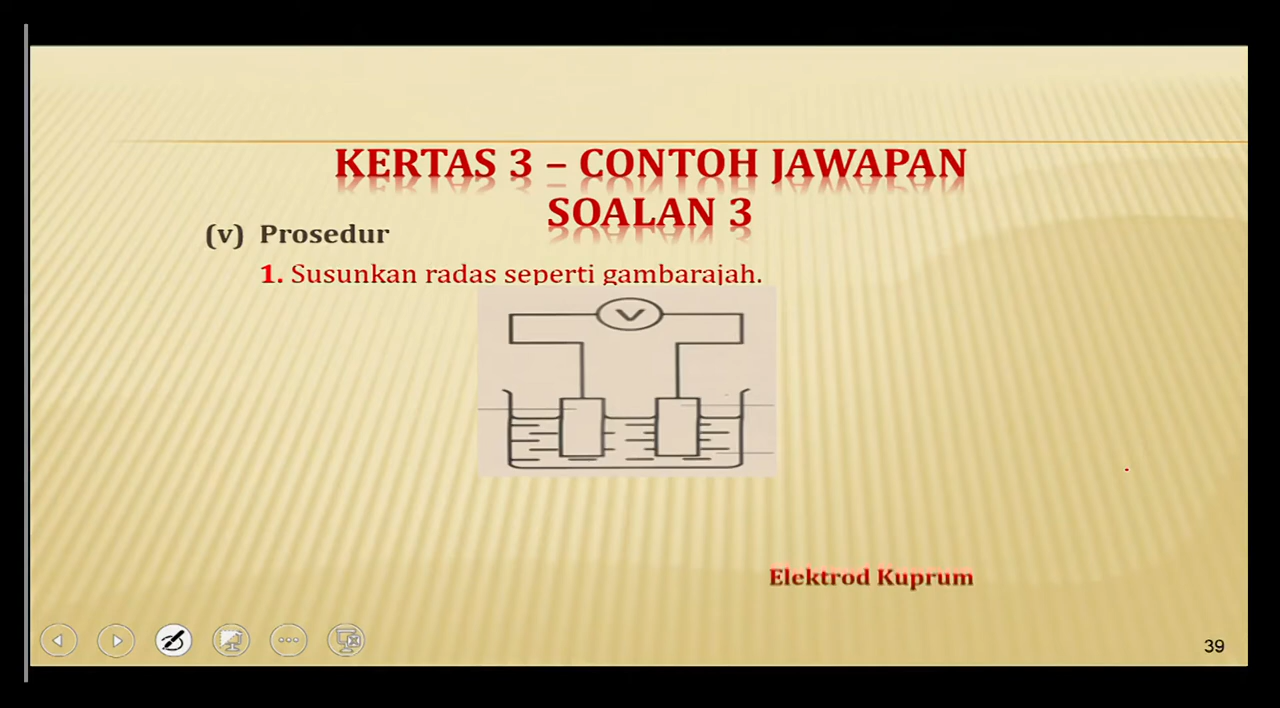 KERTAS 3 – CONTOH JAWAPAN
SOALAN 3
(v) Prosedur
1. Susunkan radas seperti gambarajah.
V
Elektrod Kuprum
39